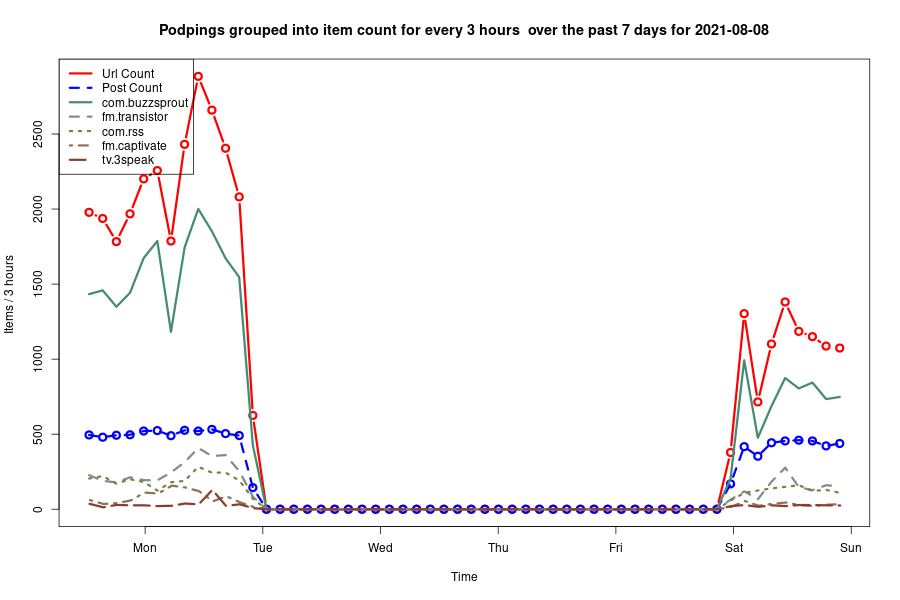 Podpings grouped into item count for every 3 hours  over the past 7 days for 2021-08-08
Url Count
Post Count
com.buzzsprout
fm.transistor
com.rss
fm.captivate
tv.3speak
Items / 3 hours
2500
2000
1500
1000
500
0
Mon Tue Wed Thu Fri Sat Sun
Time